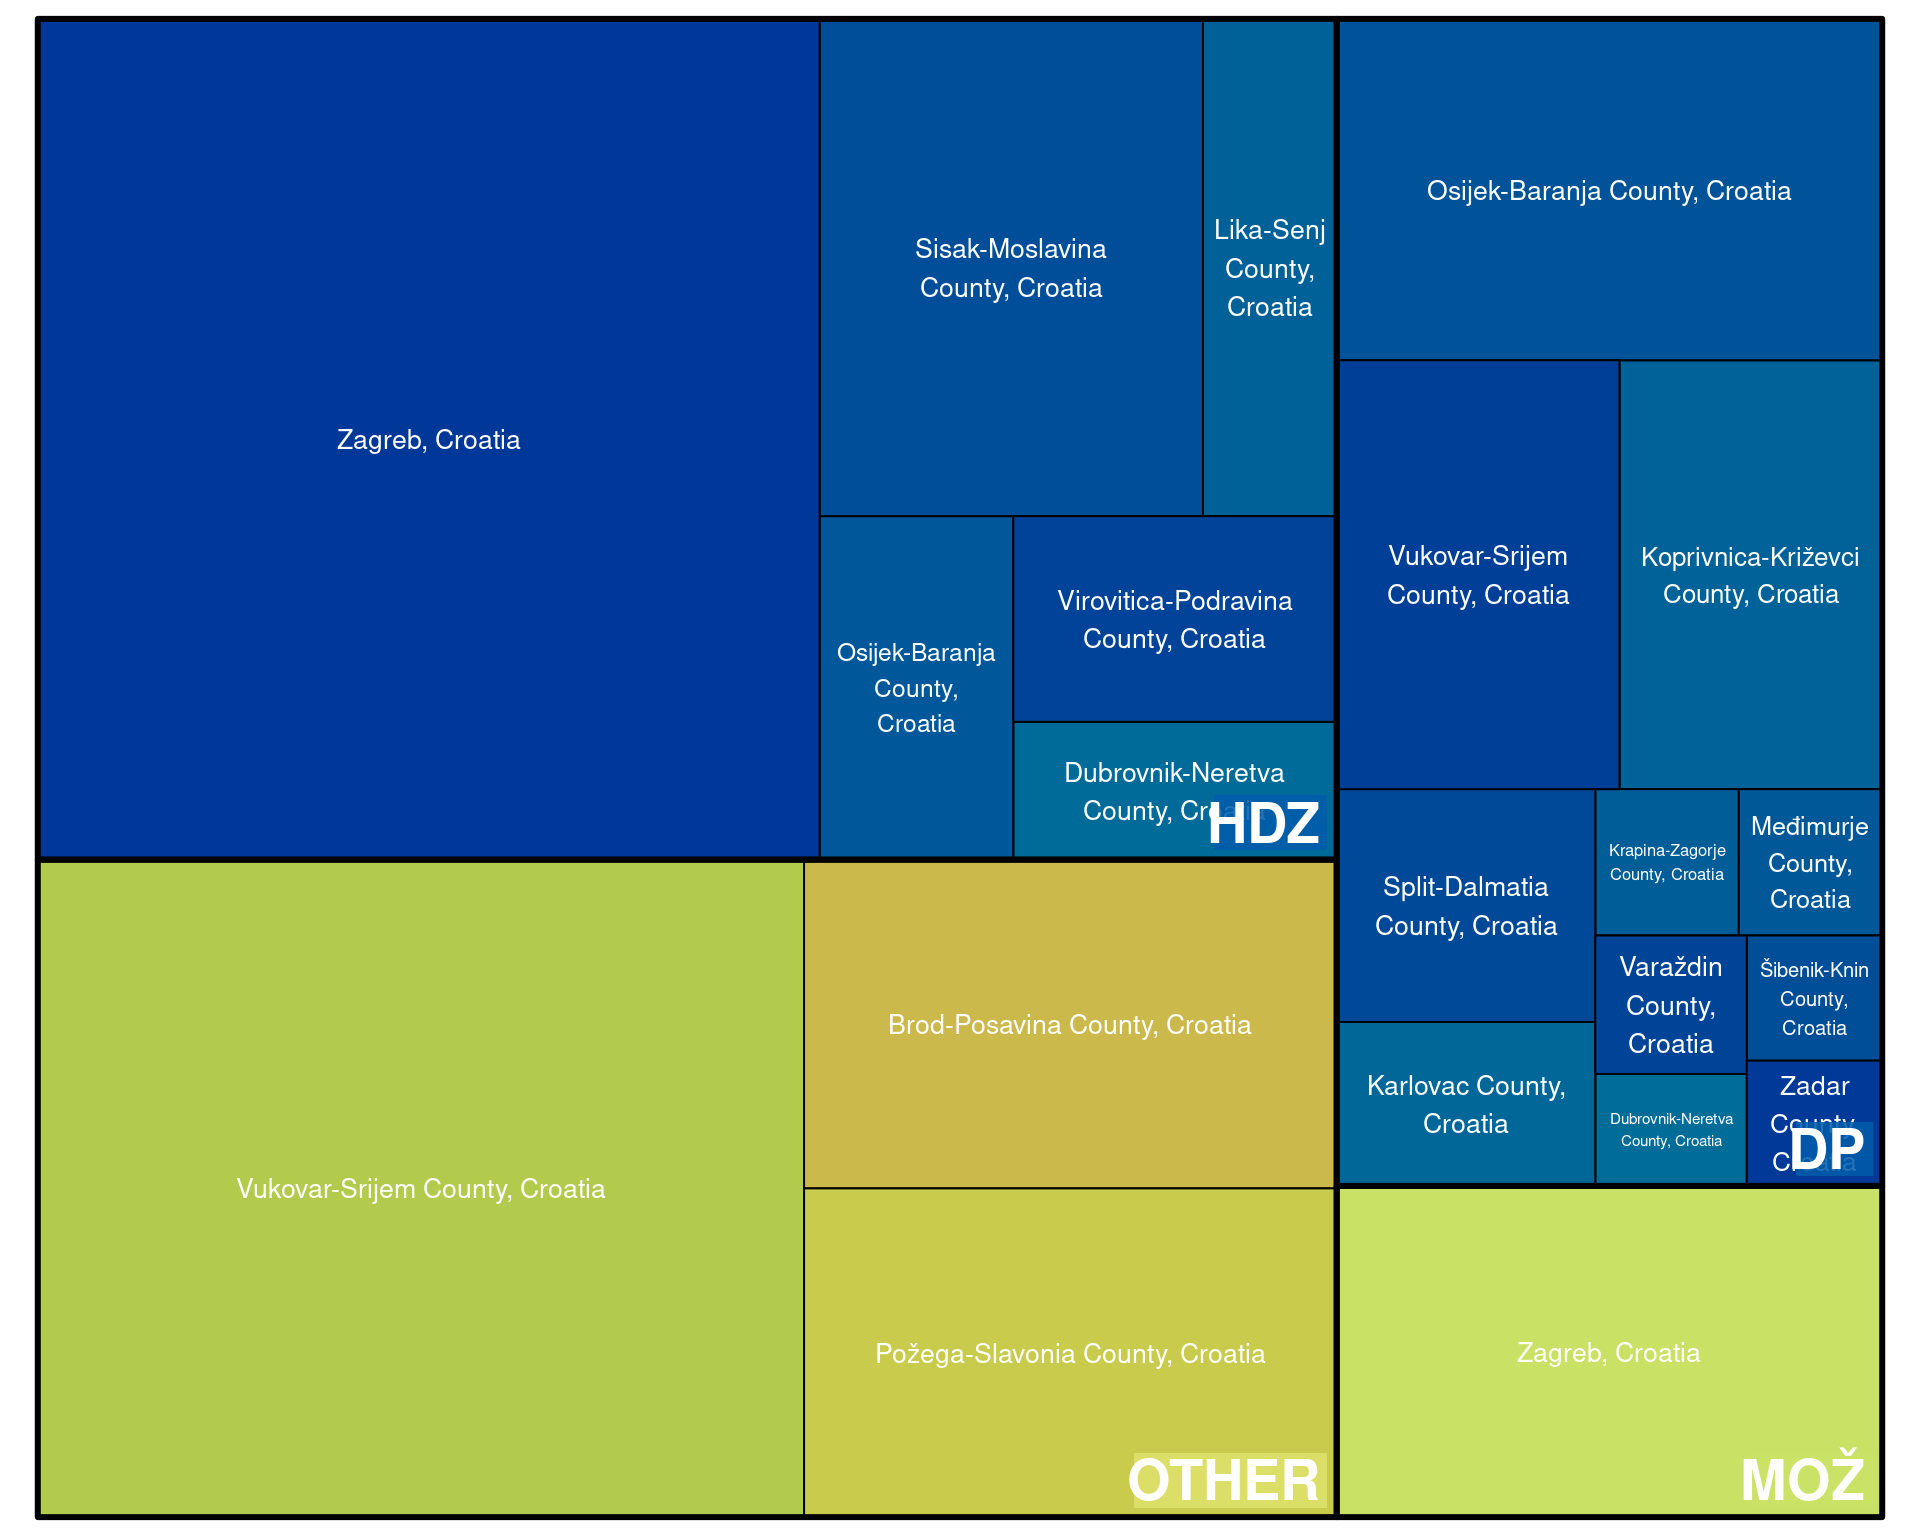 Zagreb, Croatia
Sisak-Moslavina
County, Croatia
Lika-Senj
County,
Croatia
Osijek-Baranja
County,
Croatia
Virovitica-Podravina
County, Croatia
Dubrovnik-Neretva
County, Croatia
HDZ
Osijek-Baranja County, Croatia
Vukovar-Srijem
County, Croatia
Koprivnica-Križevci
County, Croatia
Split-Dalmatia
County, Croatia
Krapina-Zagorje
County, Croatia
Međimurje
County,
Croatia
Varaždin
County,
Croatia
Šibenik-Knin
County,
Croatia
Karlovac County,
Croatia
Dubrovnik-Neretva
County, Croatia
Zadar
County,
Croatia
DP
Vukovar-Srijem County, Croatia
Brod-Posavina County, Croatia
Požega-Slavonia County, Croatia
OTHER
Zagreb, Croatia
MOŽ